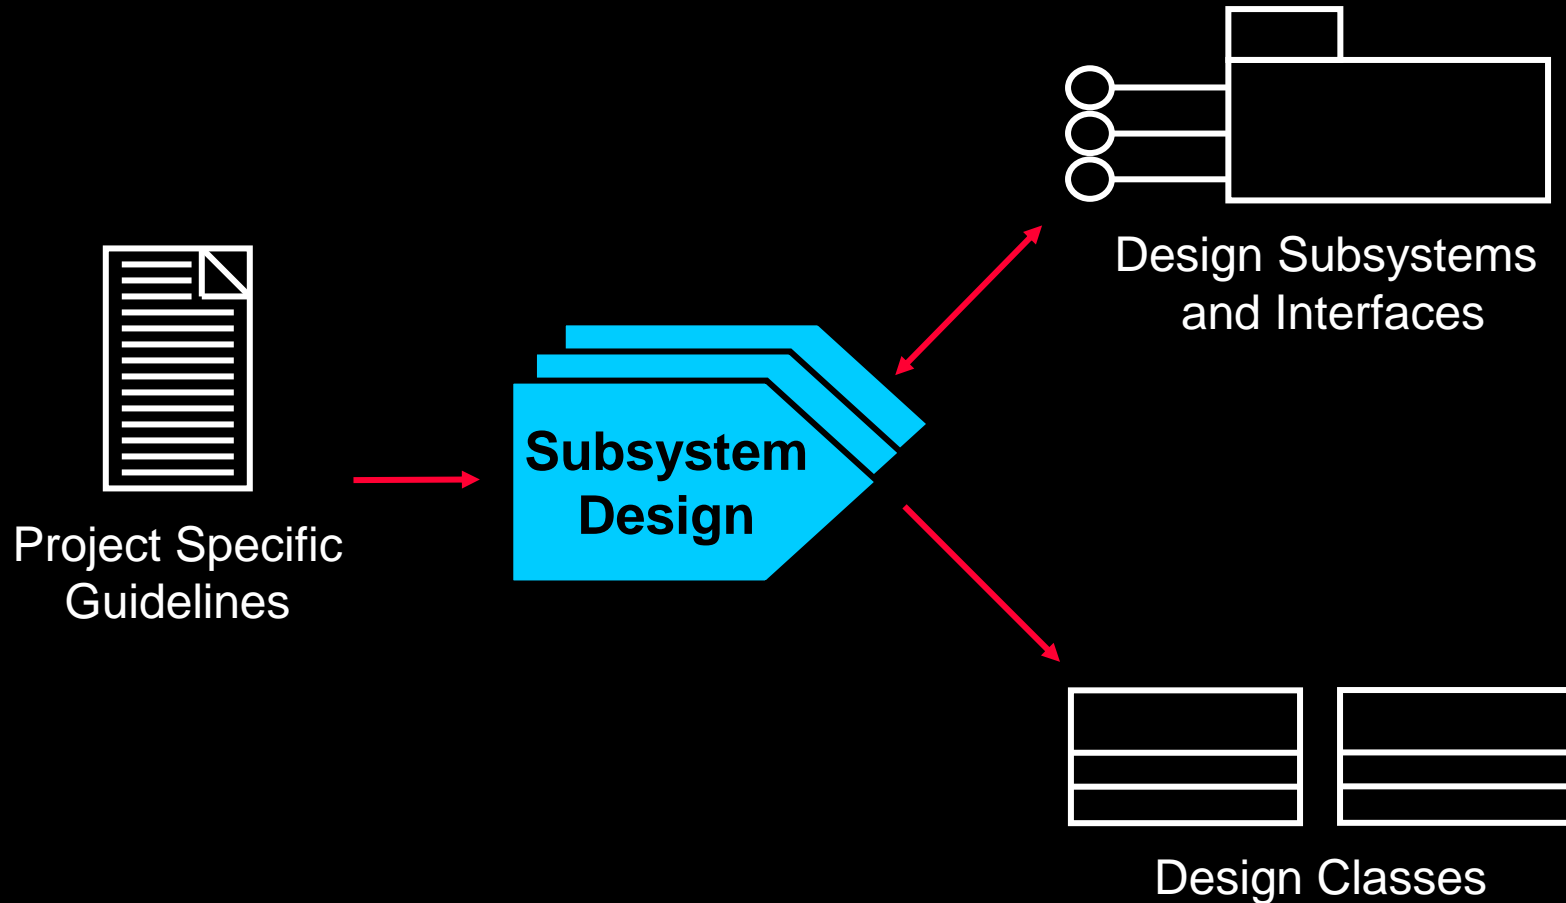 Design Subsystems
and Interfaces
Subsystem
Design
Project Specific
Guidelines
Design Classes